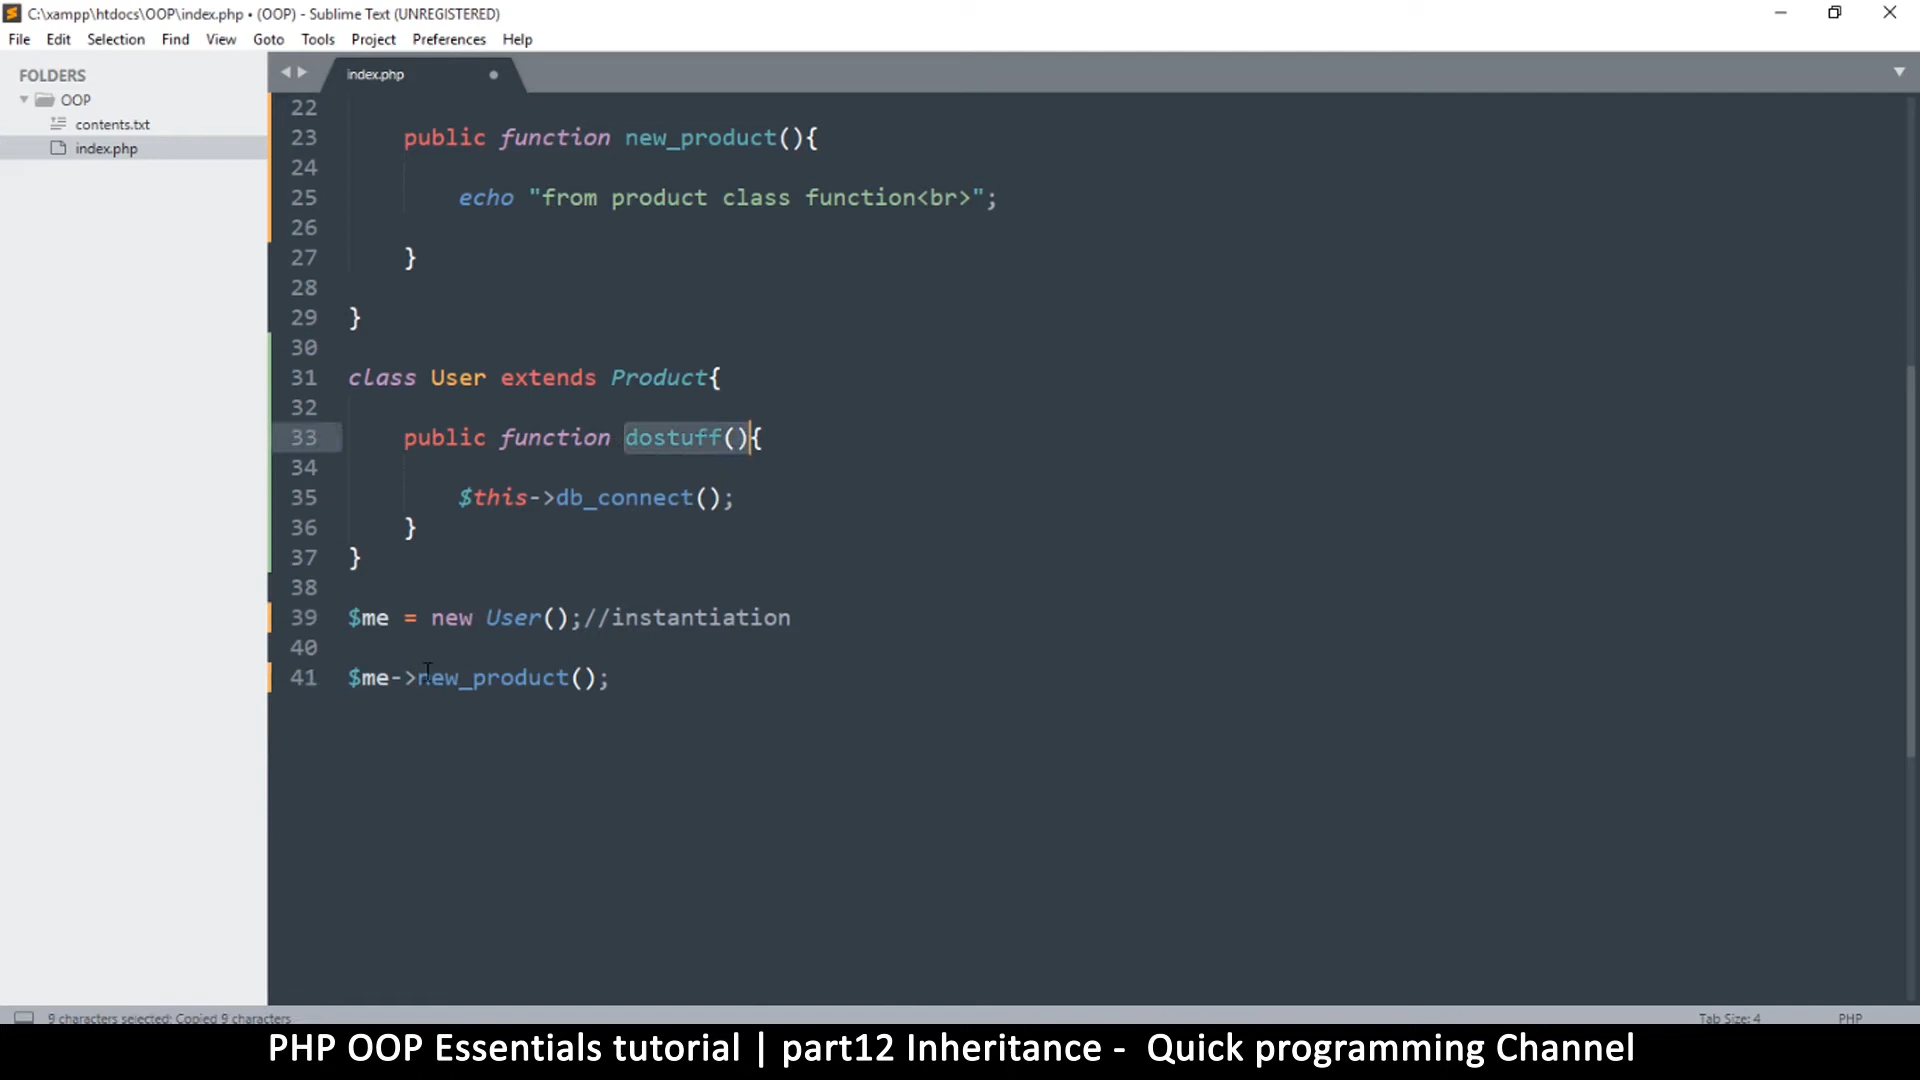 C:\xampp\htdocs\OOP\index.php • (OOP) - Sublime Text (UNREGISTERED)
File Edit Selection Find View Goto Tools Project Preferences Help
FOLDERS
OOP
contents.txt
index.php
index.php
22
23 public function new_product(){
24
25 echo "from product class function<br>";
26
27 }
28
29 }
30
31 class User extends Product{
32
33 public function dostuff(){
34
35 $this->db_connect();
36 }
37 }
38
39 $me = new User();//instantiation
40
41 $me->new_product();
9 characters selected; Copied 9 characters
Tab Size: 4 PHP
PHP OOP Essentials tutorial | part12 Inheritance - Quick programming Channel